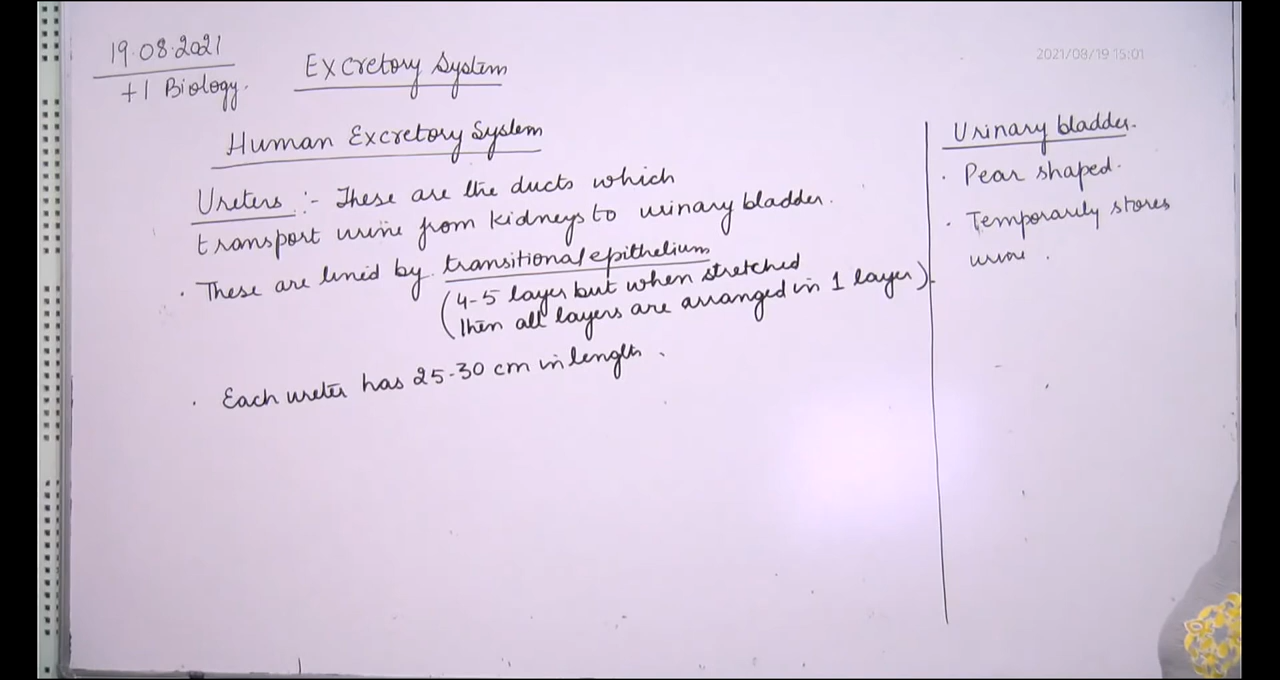 19.08.2021
+1 Biology.
Excretory System
2021/08/19 15:01
Human Excretory System
Ureters :- These are the ducts which
transport urine from kidneys to urinary bladder.
· These are lined by transitional epithelium
(4-5 layer but when stretched
then all layers are arranged in 1 layer).
· Each ureter has 25-30 cm in length.
Urinary bladder.
· Pear shaped.
· Temporarily stores
urine.